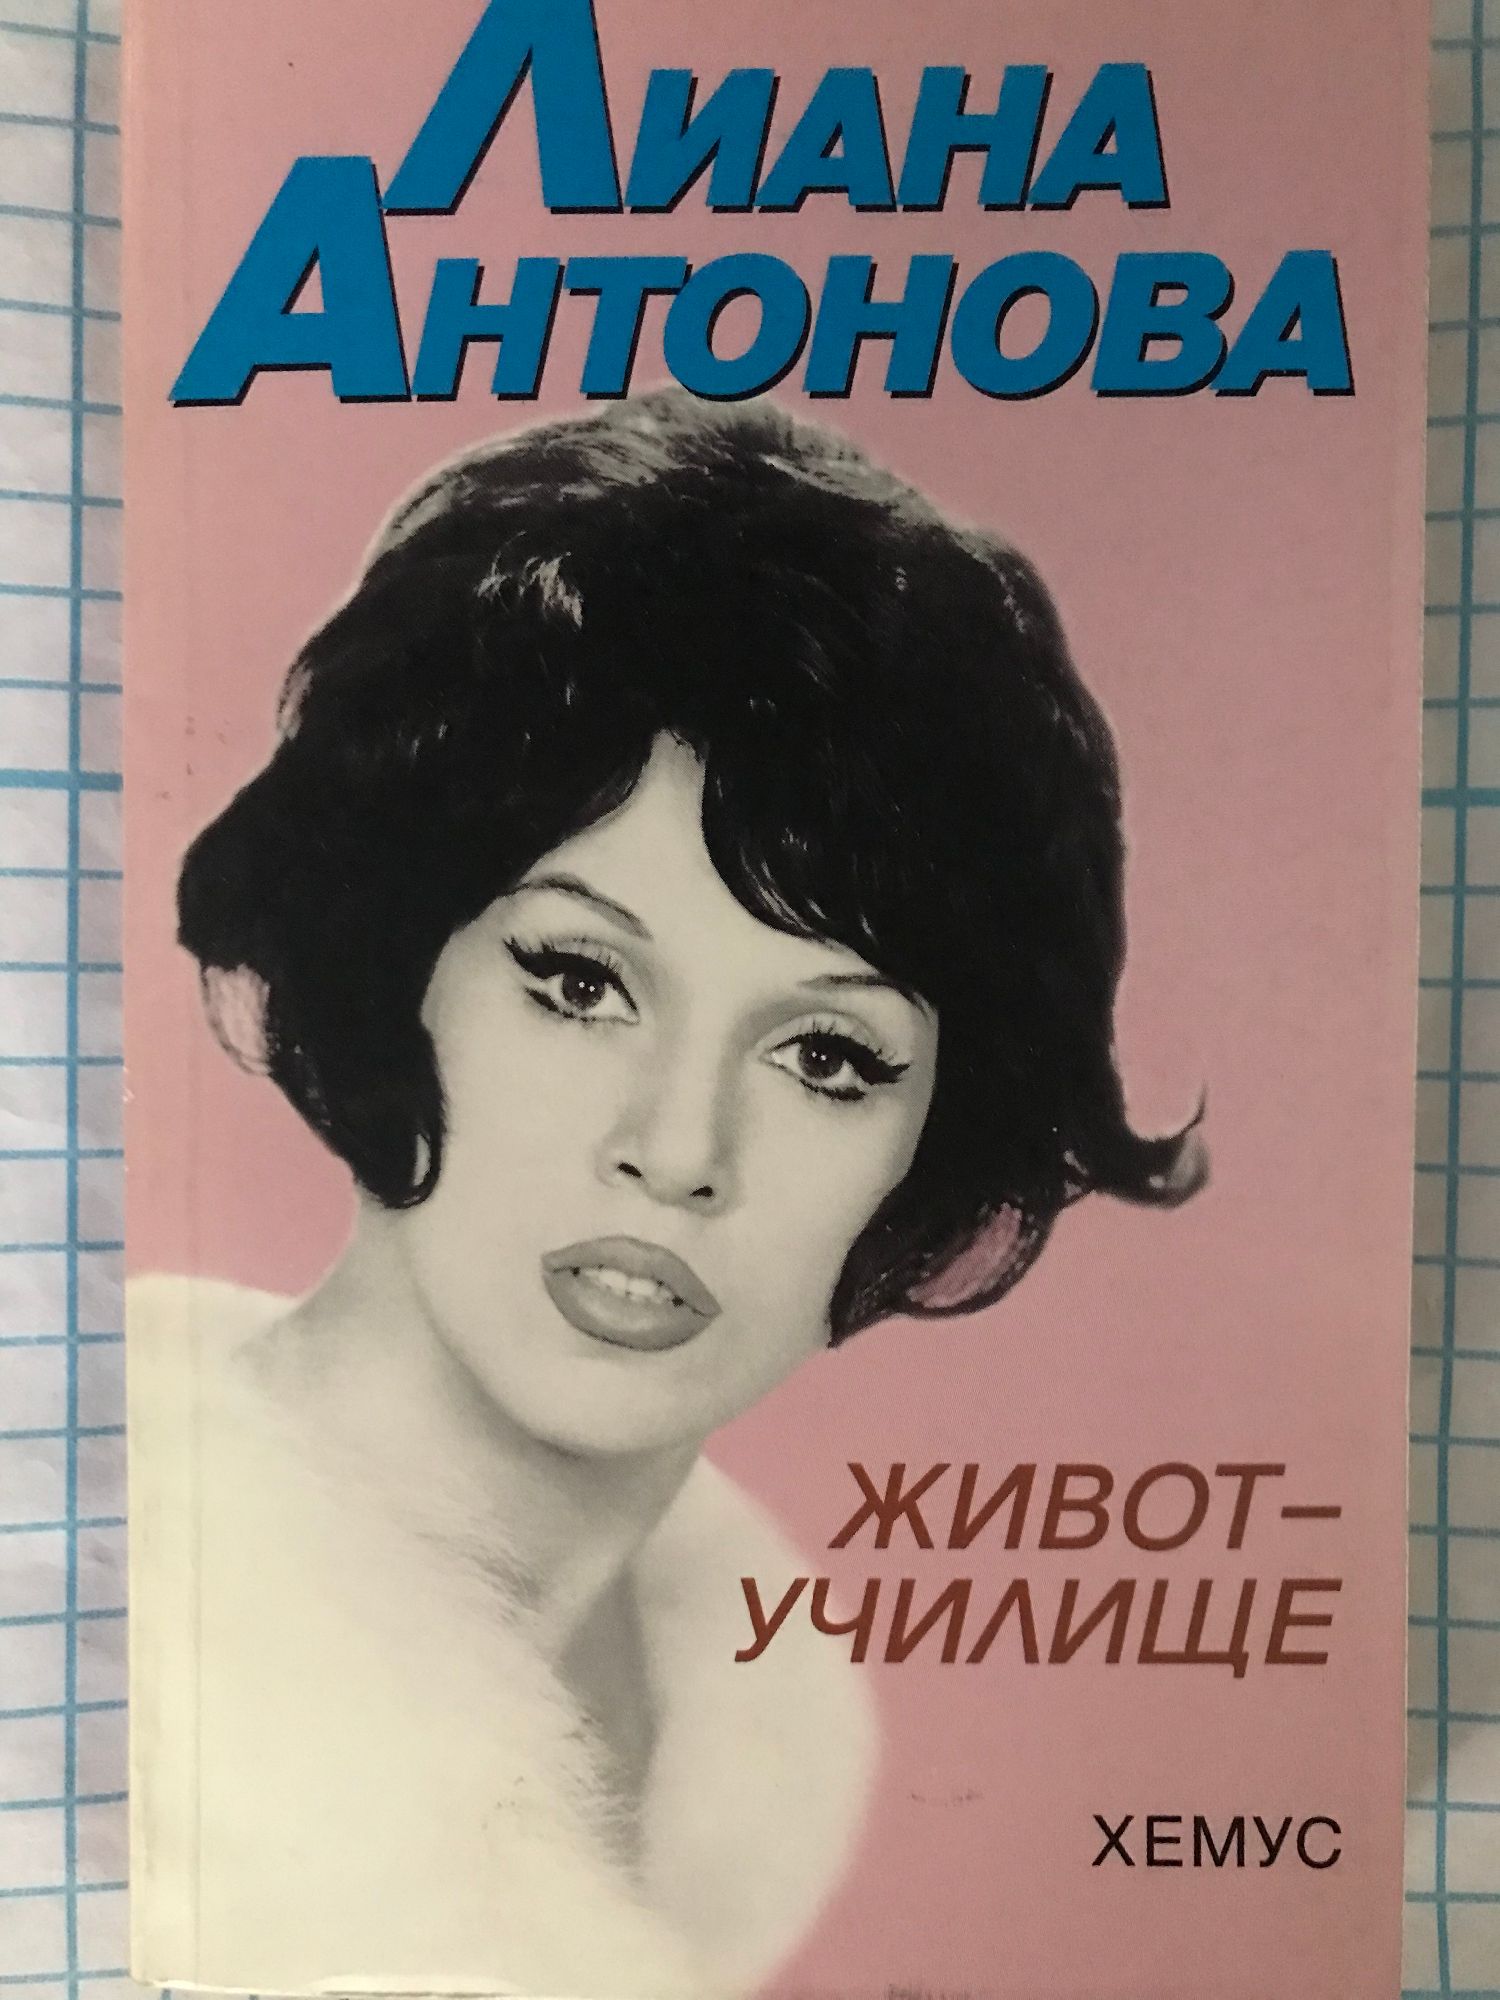 ЛИАНА
АНТОНОВА
ЖИВОТ–
УЧИЛИЩЕ
ХЕМУС